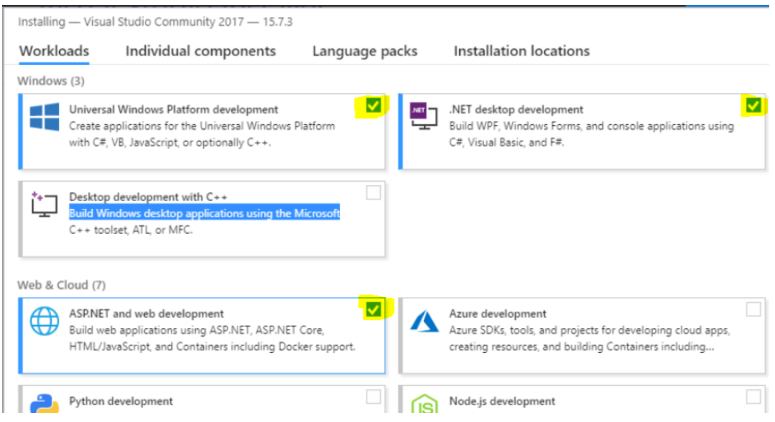 Installing — Visual Studio Community 2017 — 15.7.3
Workloads Individual components Language packs Installation locations
Windows (3)
Universal Windows Platform development
Create applications for the Universal Windows Platform
with C#, VB, JavaScript, or optionally C++.
.NET
.NET desktop development
Build WPF, Windows Forms, and console applications using
C#, Visual Basic, and F#.
Desktop development with C++
Build Windows desktop applications using the Microsoft
C++ toolset, ATL, or MFC.
Web & Cloud (7)
ASP.NET and web development
Build web applications using ASP.NET, ASP.NET Core,
HTML/JavaScript, and Containers including Docker support.
Azure development
Azure SDKs, tools, and projects for developing cloud apps,
creating resources, and building Containers including...
Python development
JS
Node.js development